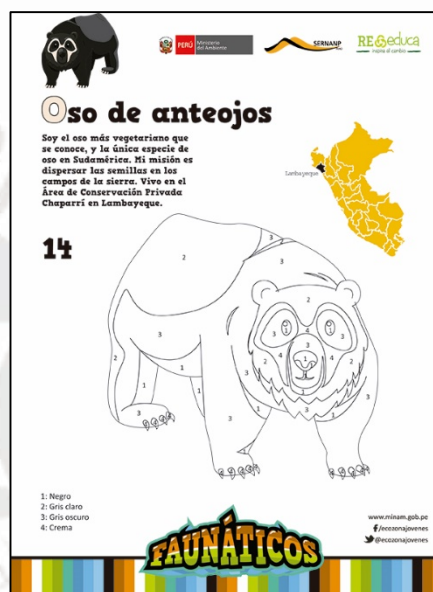 PERÚ Ministerio del Ambiente
SERNANP
REeduca
Oso de anteojos
Soy el oso más vegetariano que
se conoce, y la única especie de
oso en Sudamérica. Mi misión es
dispersar las semillas en los
campos de la sierra. Vivo en el
Área de Conservación Privada
Chaparrí en Lambayeque.
Lambayeque
14
1: Negro
2: Gris claro
3: Gris oscuro
4: Crema
www.minam.gob.pe
/ecozonajovenes
@ecozonajovenes
FAUNÁTICOS